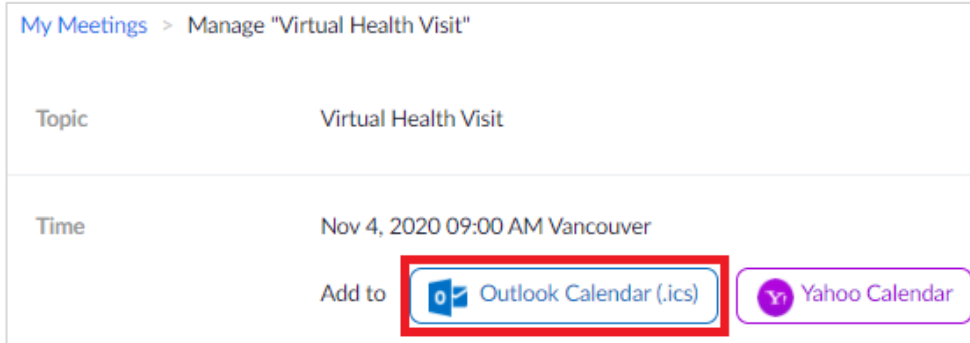 My Meetings > Manage "Virtual Health Visit"
Topic Virtual Health Visit
Time Nov 4, 2020 09:00 AM Vancouver
Add to Outlook Calendar (.ics) Yahoo Calendar